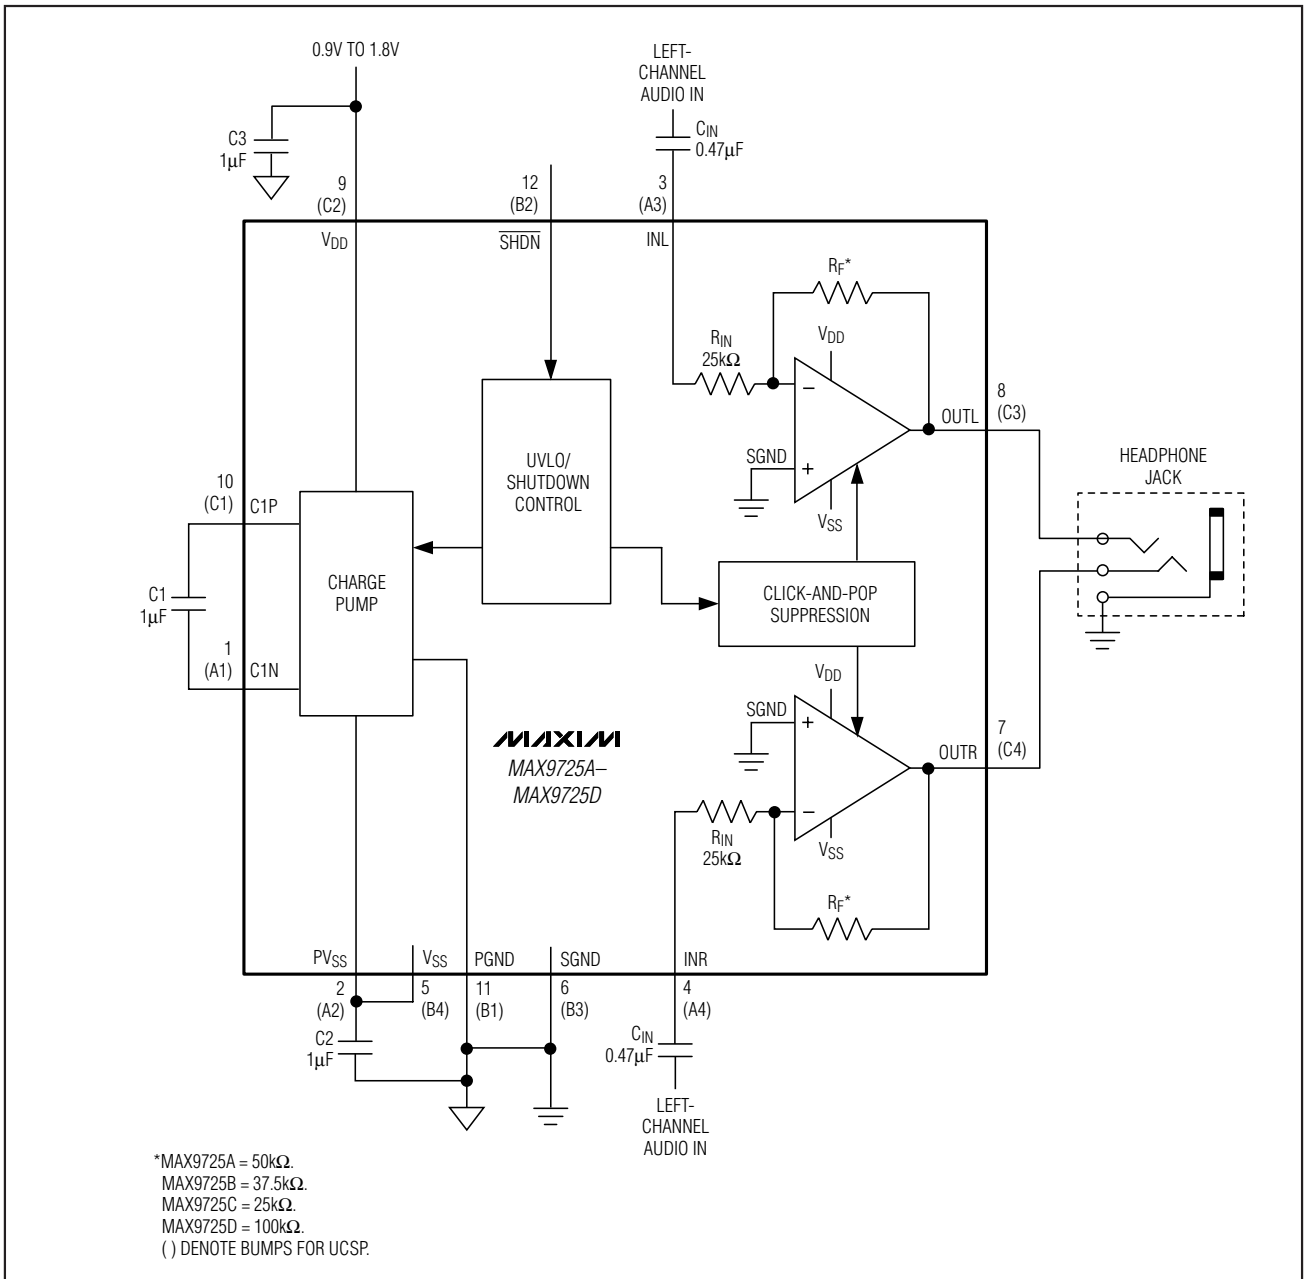 0.9V TO 1.8V
LEFT-
CHANNEL
AUDIO IN
C3
1µF
CIN
0.47µF
9
(C2)
12
(B2)
3
(A3)
VDD
SHDN
INL
RF*
RIN
25kΩ
VDD
−
8
(C3)
OUTL
SGND
+
VSS
HEADPHONE
JACK
UVLO/
SHUTDOWN
CONTROL
10
(C1)
C1P
CHARGE
PUMP
CLICK-AND-POP
SUPPRESSION
C1
1µF
1
(A1)
C1N
VDD
SGND
+
7
(C4)
OUTR
MAXIM
MAX9725A–
MAX9725D
−
RIN
25kΩ
VSS
RF*
PVSS
VSS
PGND
SGND
INR
2
(A2)
5
(B4)
11
(B1)
6
(B3)
4
(A4)
C2
1µF
CIN
0.47µF
LEFT-
CHANNEL
AUDIO IN
*MAX9725A = 50kΩ.
MAX9725B = 37.5kΩ.
MAX9725C = 25kΩ.
MAX9725D = 100kΩ.
( ) DENOTE BUMPS FOR UCSP.